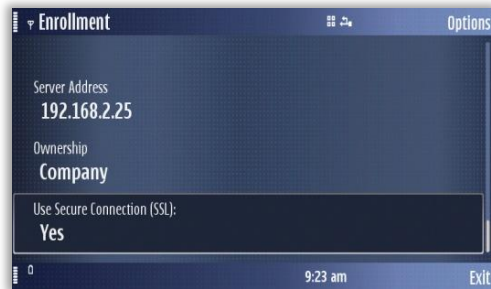 Enrollment
Options
Server Address
192.168.2.25
Ownership
Company
Use Secure Connection (SSL):
Yes
9:23 am
Exit